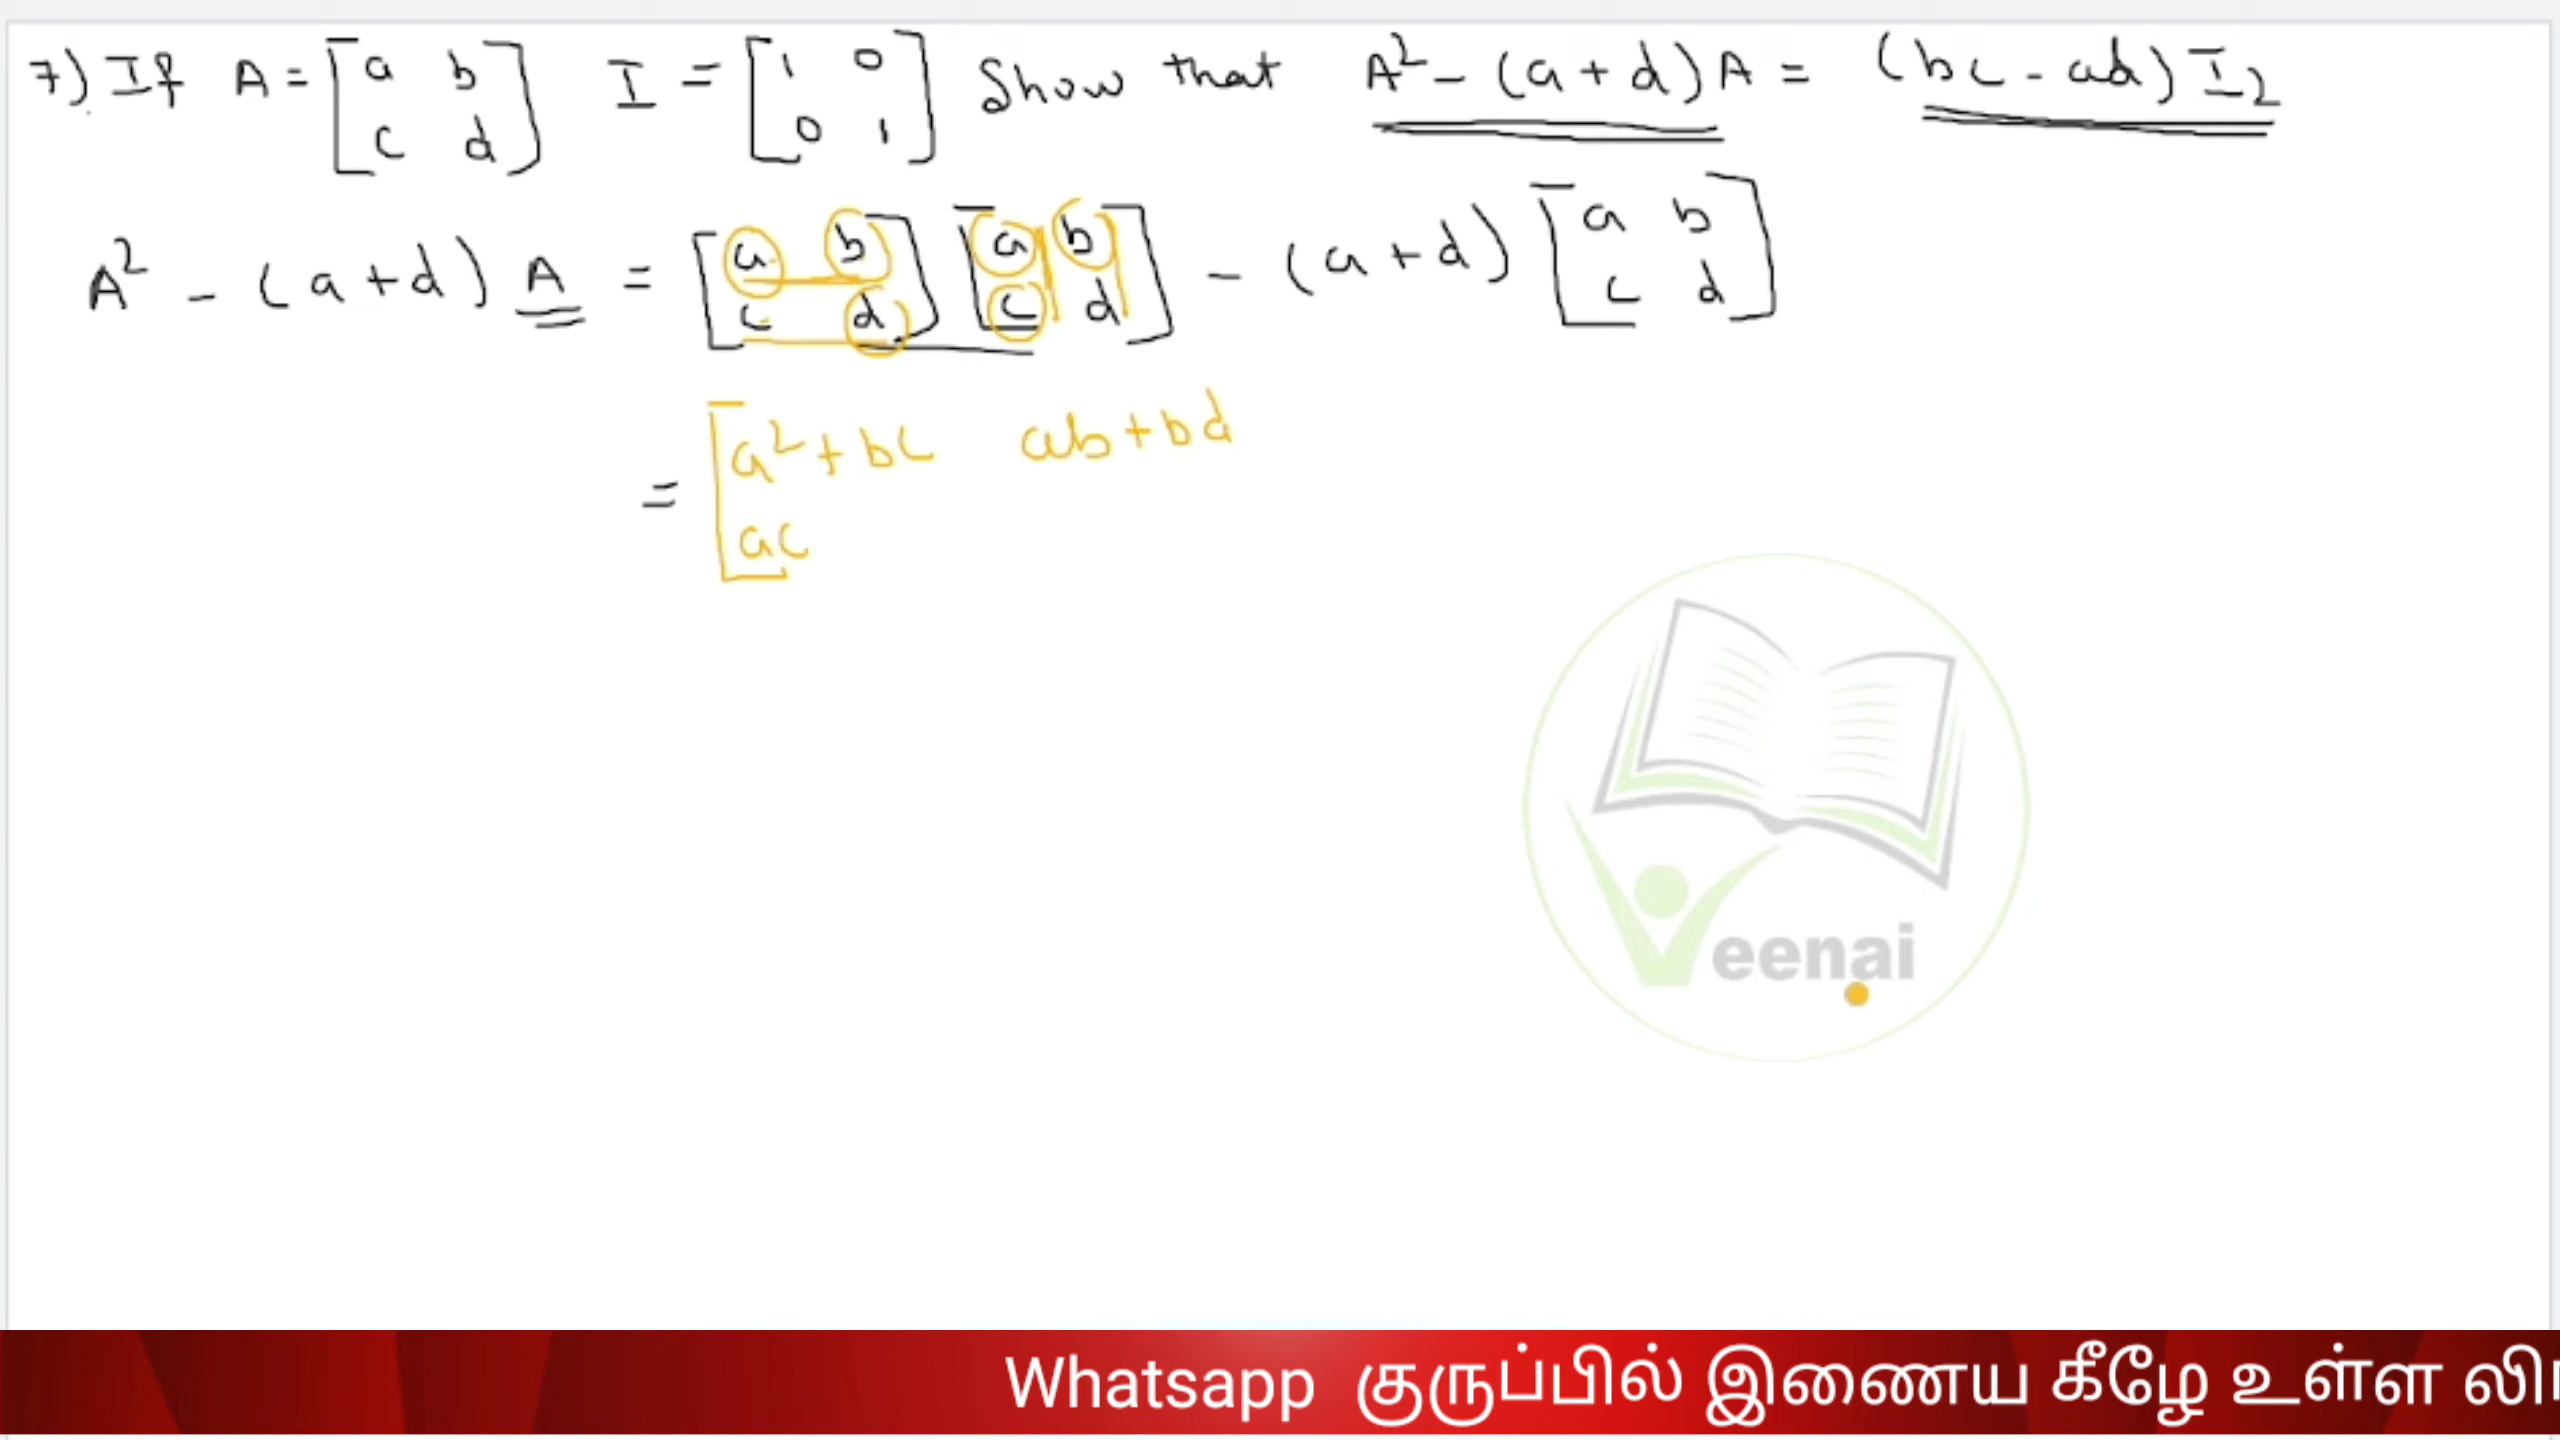 7) If A = [a b c d] I = [1 0 0 1] Show that A² - (a + d) A = (bc - ad) I₂
A² - (a + d) A = [a b c d] [a b c d] - (a + d) [a b c d]
= [a² + bc ab + bd
ac
Veenai
Whatsapp குருப்பில் இணைய கீழே உள்ள